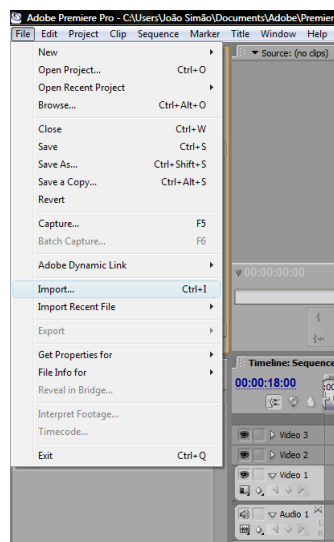 Adobe Premiere Pro - C:\Users\João Simão\Documents\Adobe\Premier
File Edit Project Clip Sequence Marker Title Window Help
New
Open Project... Ctrl+O
Open Recent Project
Browse... Ctrl+Alt+O
Close Ctrl+W
Save Ctrl+S
Save As... Ctrl+Shift+S
Save a Copy... Ctrl+Alt+S
Revert
Capture... F5
Batch Capture... F6
Adobe Dynamic Link
Import... Ctrl+I
Import Recent File
Export
Get Properties for
File Info for
Reveal in Bridge...
Interpret Footage...
Timecode...
Exit Ctrl+Q
Source: (no clips)
00:00:00:00
Timeline: Sequence
00:00:18:00
Video 3
Video 2
Video 1
Audio 1